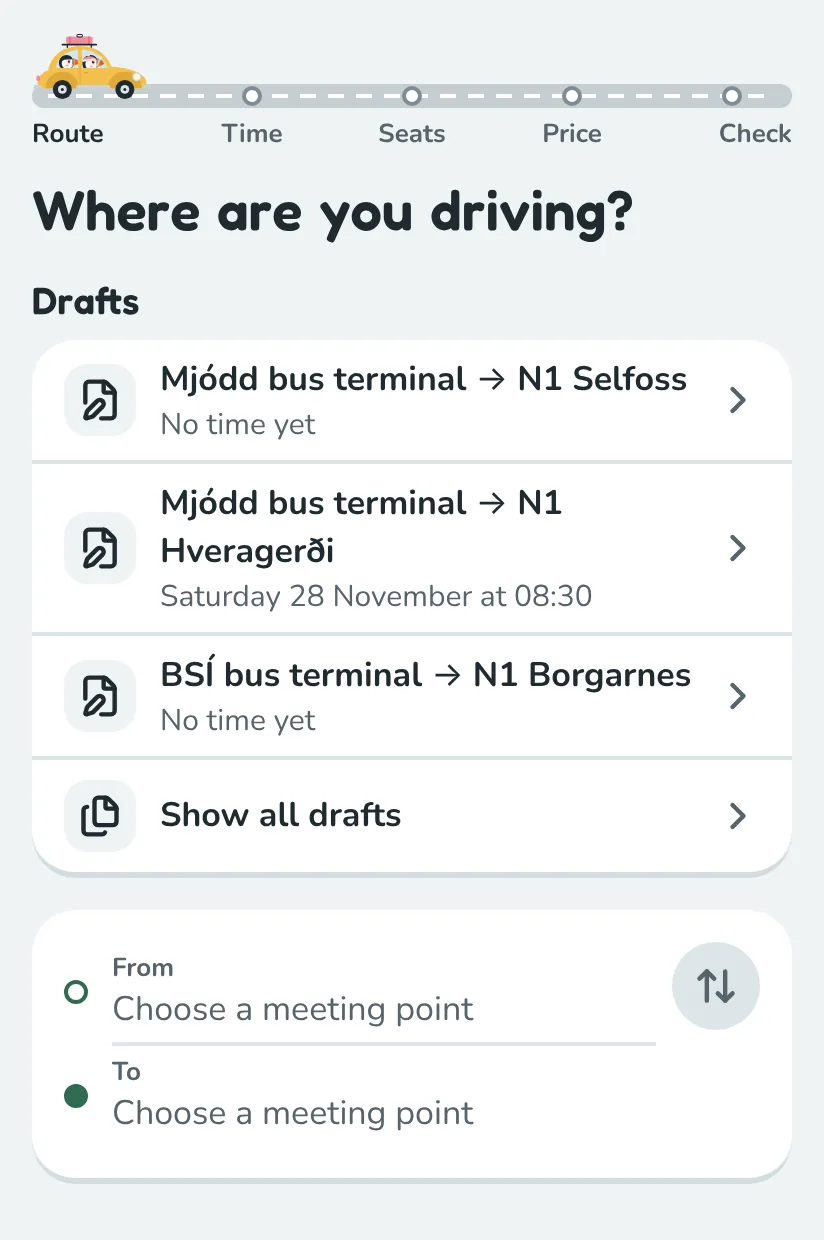 Route
Time
Seats
Price
Check
Where are you driving?
Drafts
Mjódd bus terminal → N1 Selfoss
No time yet
Mjódd bus terminal → N1
Hveragerði
Saturday 28 November at 08:30
BSÍ bus terminal → N1 Borgarnes
No time yet
Show all drafts
From
Choose a meeting point
To
Choose a meeting point